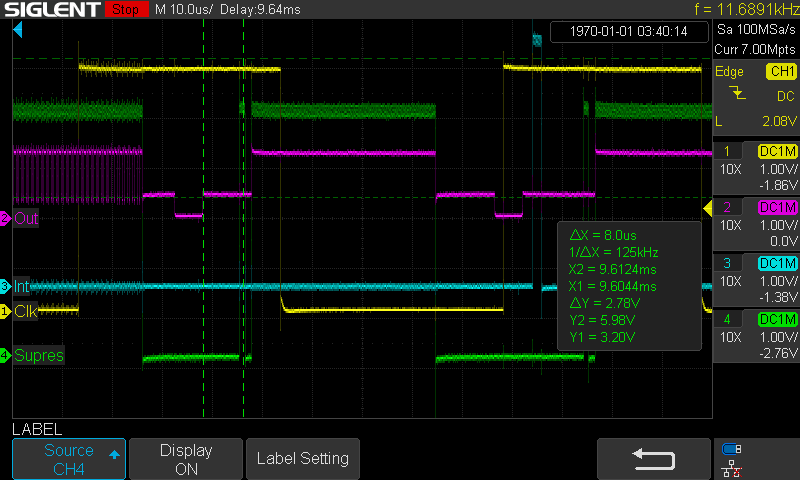 SIGLENT Stop M 10.0us/ Delay:9.64ms f = 11.6891kHz
1970-01-01 03:40:14
Sa 100MSa/s
Curr 7.00Mpts
Edge CH1
DC
L 2.08V
1 DC1M
10X 1.00V/
-1.86V
2 DC1M
10X 1.00V/
0.0V
3 DC1M
10X 1.00V/
-1.38V
4 DC1M
10X 1.00V/
-2.76V
2 Out
3 Int
1 Clk
4 Supres
△X = 8.0us
1/△X = 125kHz
X2 = 9.6124ms
X1 = 9.6044ms
△Y = 2.78V
Y2 = 5.98V
Y1 = 3.20V
LABEL
Source
CH4
Display
ON
Label Setting